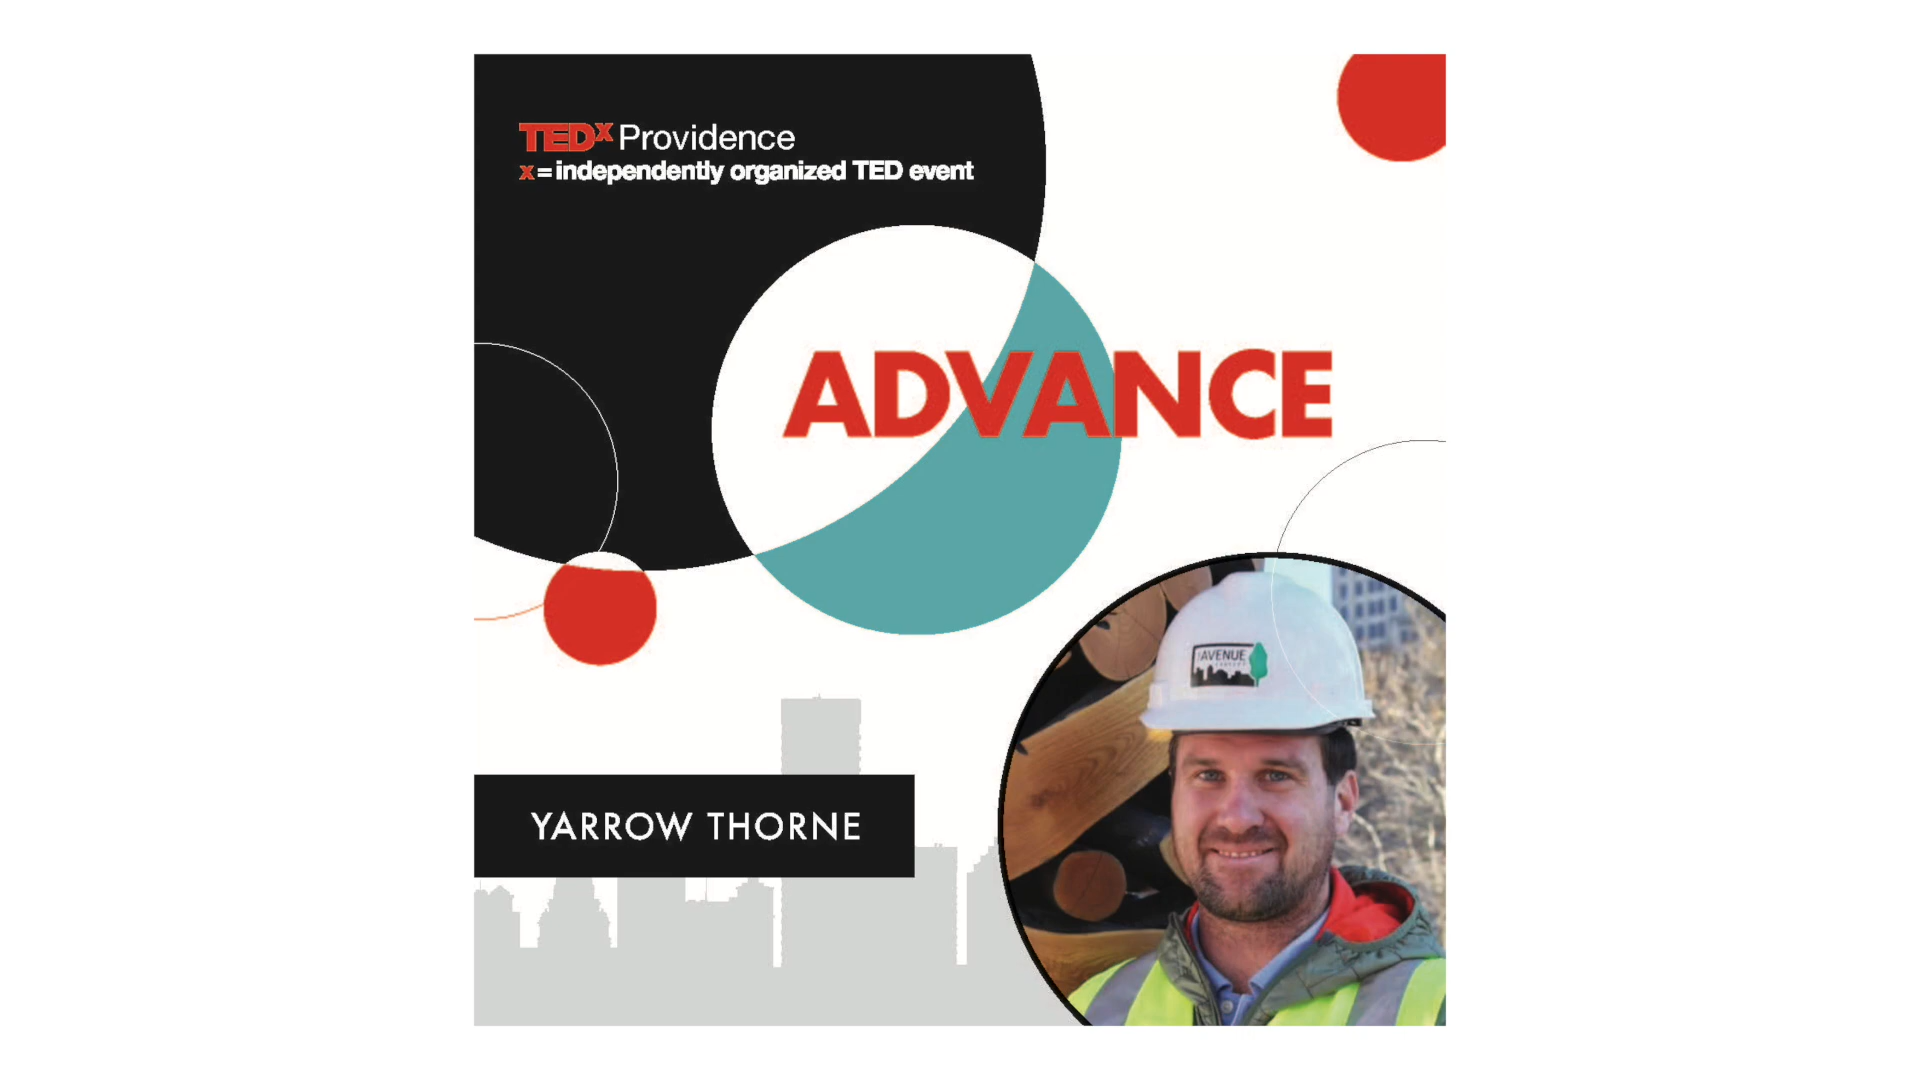 TEDx Providence
x = independently organized TED event
ADVANCE
AVENUE
YARROW THORNE